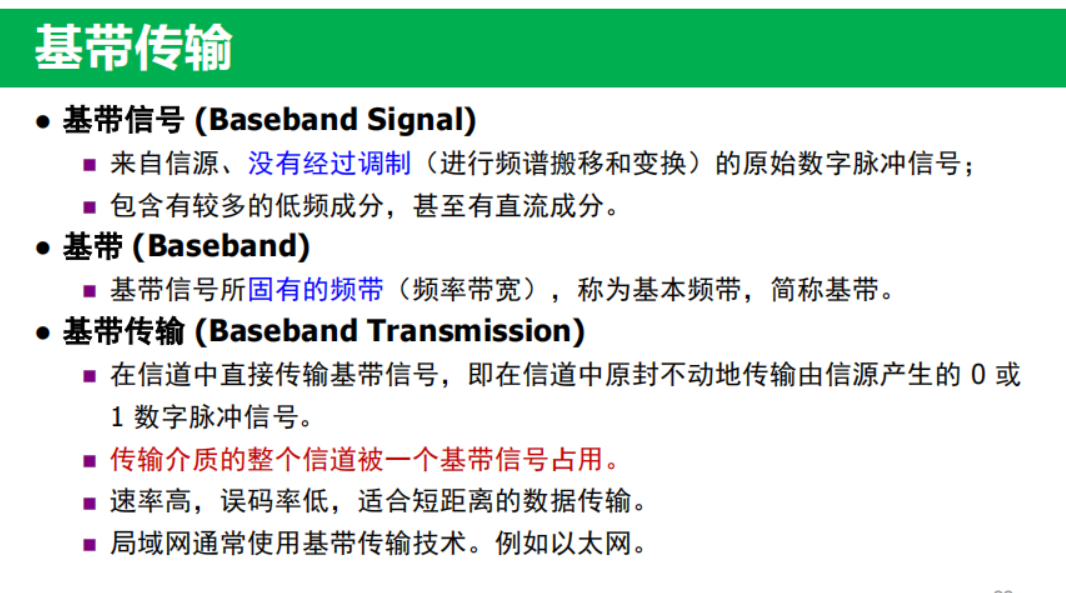 基带传输
● 基带信号 (Baseband Signal)
■ 来自信源、没有经过调制（进行频谱搬移和变换）的原始数字脉冲信号；
■ 包含有较多的低频成分，甚至有直流成分。
● 基带 (Baseband)
■ 基带信号所固有的频带（频率带宽），称为基本频带，简称基带。
● 基带传输 (Baseband Transmission)
■ 在信道中直接传输基带信号，即在信道中原封不动地传输由信源产生的 0 或
1 数字脉冲信号。
■ 传输介质的整个信道被一个基带信号占用。
■ 速率高，误码率低，适合短距离的数据传输。
■ 局域网通常使用基带传输技术。例如以太网。